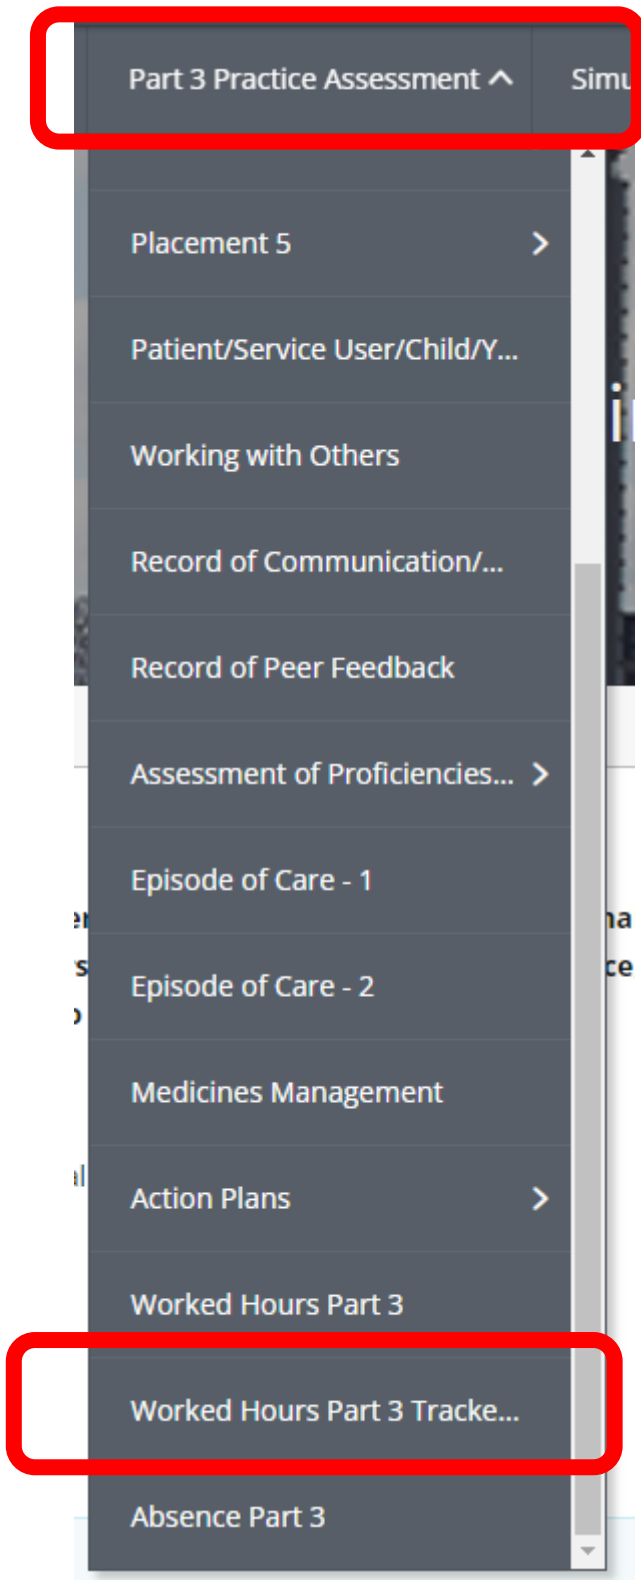 Part 3 Practice Assessment Simu
Placement 5
Patient/Service User/Child/Y...
Working with Others
Record of Communication/...
Record of Peer Feedback
Assessment of Proficiencies...
Episode of Care - 1
Episode of Care - 2
Medicines Management
Action Plans
Worked Hours Part 3
Worked Hours Part 3 Tracke...
Absence Part 3